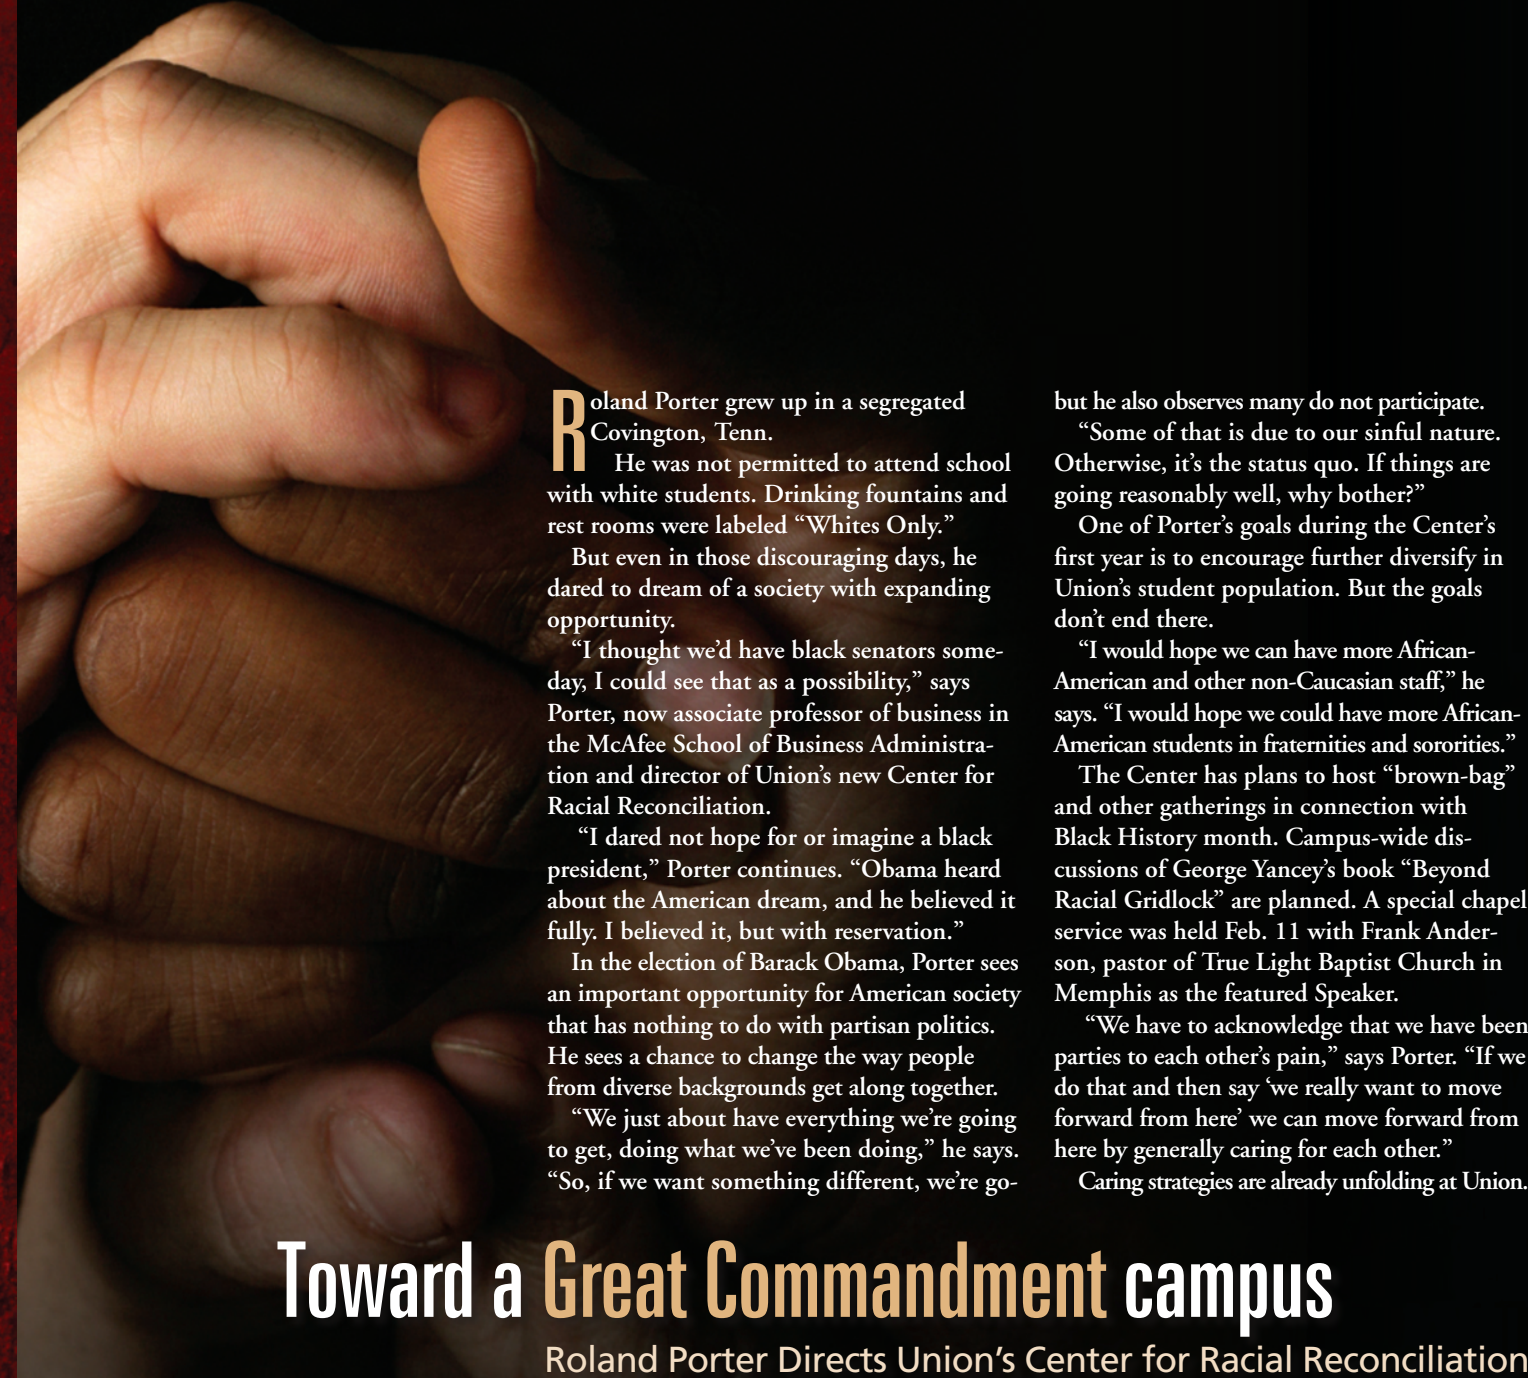 Roland Porter grew up in a segregated
Covington, Tenn.
He was not permitted to attend school
with white students. Drinking fountains and
rest rooms were labeled “Whites Only.”
But even in those discouraging days, he
dared to dream of a society with expanding
opportunity.
“I thought we’d have black senators some-
day, I could see that as a possibility,” says
Porter, now associate professor of business in
the McAfee School of Business Administra-
tion and director of Union’s new Center for
Racial Reconciliation.
“I dared not hope for or imagine a black
president,” Porter continues. “Obama heard
about the American dream, and he believed it
fully. I believed it, but with reservation.”
In the election of Barack Obama, Porter sees
an important opportunity for American society
that has nothing to do with partisan politics.
He sees a chance to change the way people
from diverse backgrounds get along together.
“We just about have everything we’re going
to get, doing what we’ve been doing,” he says.
“So, if we want something different, we’re go-
but he also observes many do not participate.
“Some of that is due to our sinful nature.
Otherwise, it’s the status quo. If things are
going reasonably well, why bother?”
One of Porter’s goals during the Center’s
first year is to encourage further diversify in
Union’s student population. But the goals
don’t end there.
“I would hope we can have more African-
American and other non-Caucasian staff,” he
says. “I would hope we could have more African-
American students in fraternities and sororities.”
The Center has plans to host “brown-bag”
and other gatherings in connection with
Black History month. Campus-wide dis-
cussions of George Yancey’s book “Beyond
Racial Gridlock” are planned. A special chapel
service was held Feb. 11 with Frank Ander-
son, pastor of True Light Baptist Church in
Memphis as the featured Speaker.
“We have to acknowledge that we have been
parties to each other’s pain,” says Porter. “If we
do that and then say ‘we really want to move
forward from here’ we can move forward from
here by generally caring for each other.”
Caring strategies are already unfolding at Union.
Toward a Great Commandment campus
Roland Porter Directs Union’s Center for Racial Reconciliation